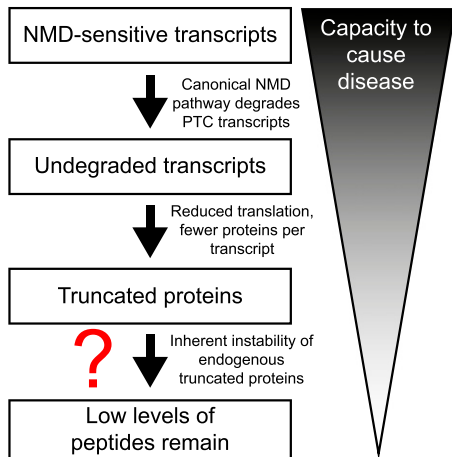 NMD-sensitive transcripts
Capacity to
cause
disease
Canonical NMD
pathway degrades
PTC transcripts
Undegraded transcripts
Reduced translation,
fewer proteins per
transcript
Truncated proteins
?
Inherent instability of
endogenous
truncated proteins
Low levels of
peptides remain